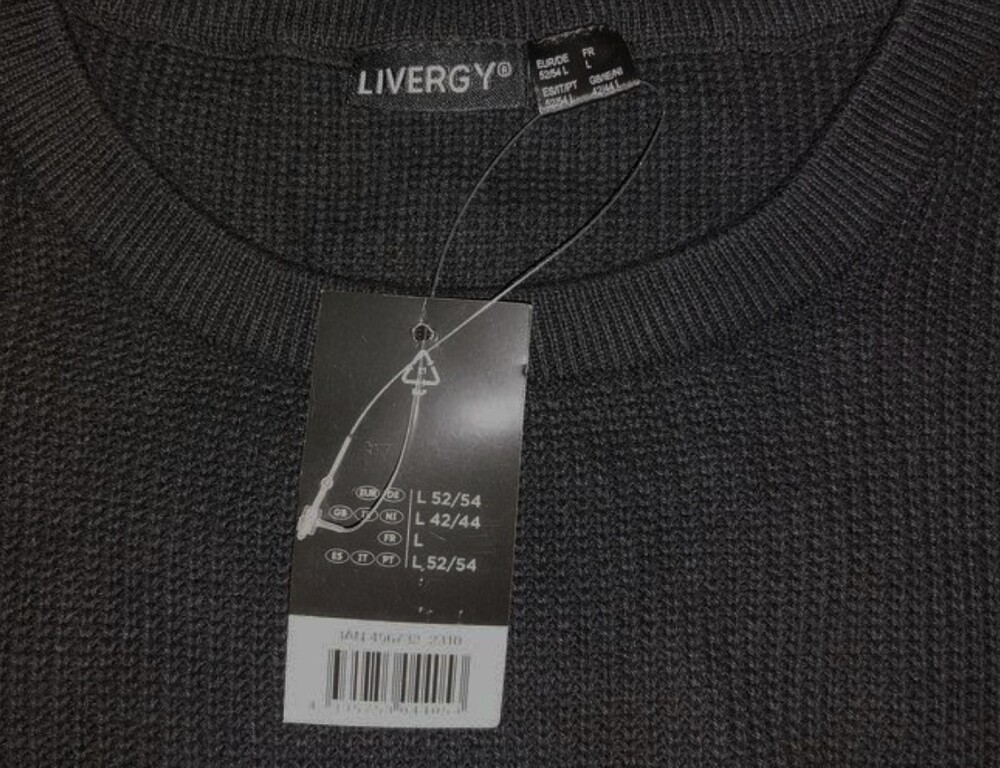 LIVERGY®
EUR/DE FR
52/54 L L
ES/IT/PT GB/IE/NI
52/54 L 42/44 L
EUR DE L 52/54
GB IE NI L 42/44
FR L
ES IT PT L 52/54
IAN